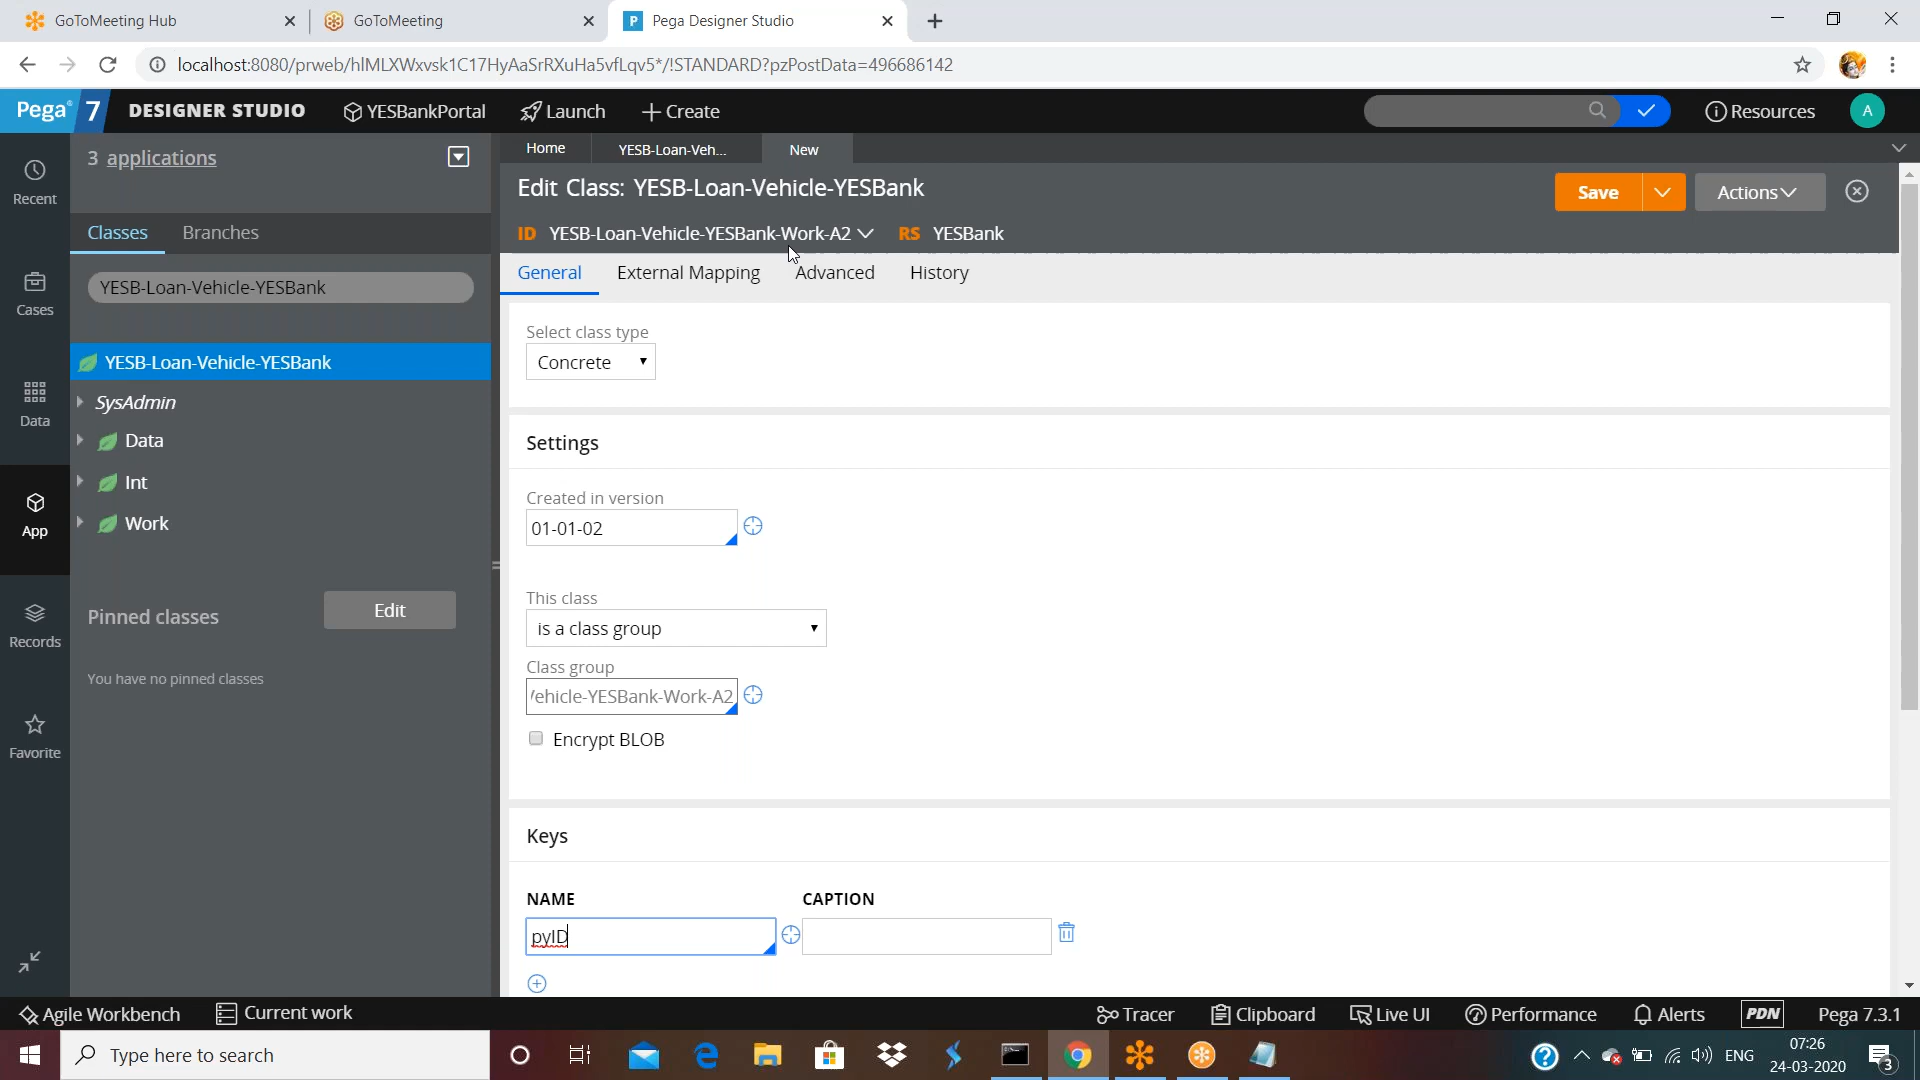 GoToMeeting Hub
GoToMeeting
Pega Designer Studio
localhost:8080/prweb/hlMLXWxvsk1C17HyAaSrRXuHa5vfLqv5*/!STANDARD?pzPostData=496686142
Pega 7 DESIGNER STUDIO YESBankPortal Launch Create Resources A
3 applications
Home YESB-Loan-Veh... New
Edit Class: YESB-Loan-Vehicle-YESBank
Save Actions
ID YESB-Loan-Vehicle-YESBank-Work-A2 RS YESBank
General External Mapping Advanced History
Recent
Cases
Data
App
Records
Favorite
Classes Branches
YESB-Loan-Vehicle-YESBank
YESB-Loan-Vehicle-YESBank
SysAdmin
Data
Int
Work
Pinned classes Edit
You have no pinned classes
Select class type
Concrete
Settings
Created in version
01-01-02
This class
is a class group
Class group
/ehicle-YESBank-Work-A2
Encrypt BLOB
Keys
NAME CAPTION
pyID
Agile Workbench Current work Tracer Clipboard Live UI Performance Alerts PDN Pega 7.3.1
Type here to search
ENG
07:26
24-03-2020
3